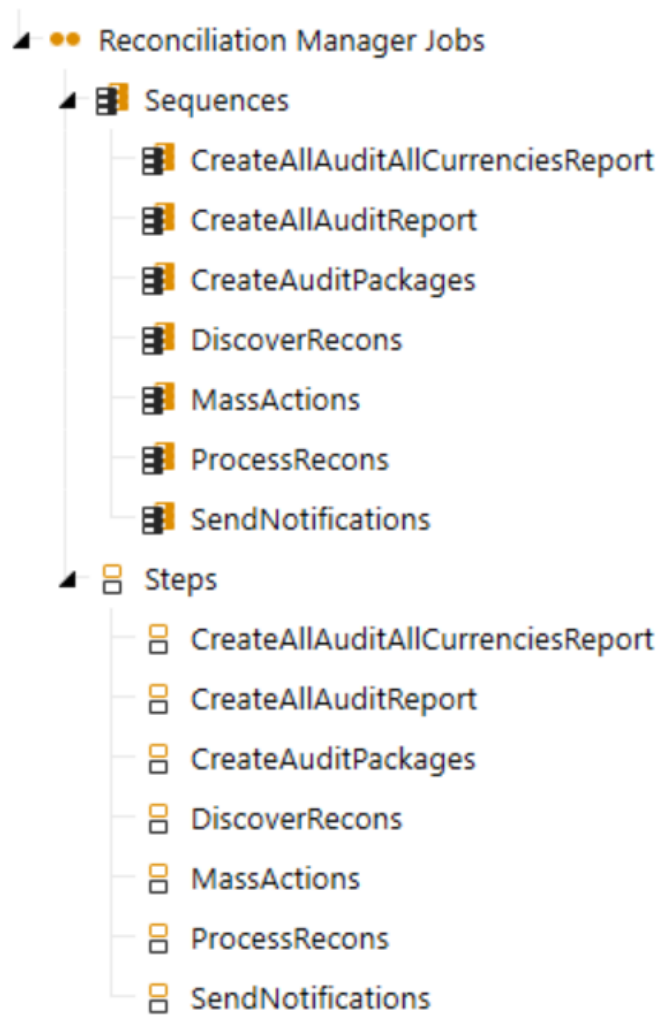 Reconciliation Manager Jobs
Sequences
CreateAllAuditAllCurrenciesReport
CreateAllAuditReport
CreateAuditPackages
DiscoverRecons
MassActions
ProcessRecons
SendNotifications
Steps
CreateAllAuditAllCurrenciesReport
CreateAllAuditReport
CreateAuditPackages
DiscoverRecons
MassActions
ProcessRecons
SendNotifications